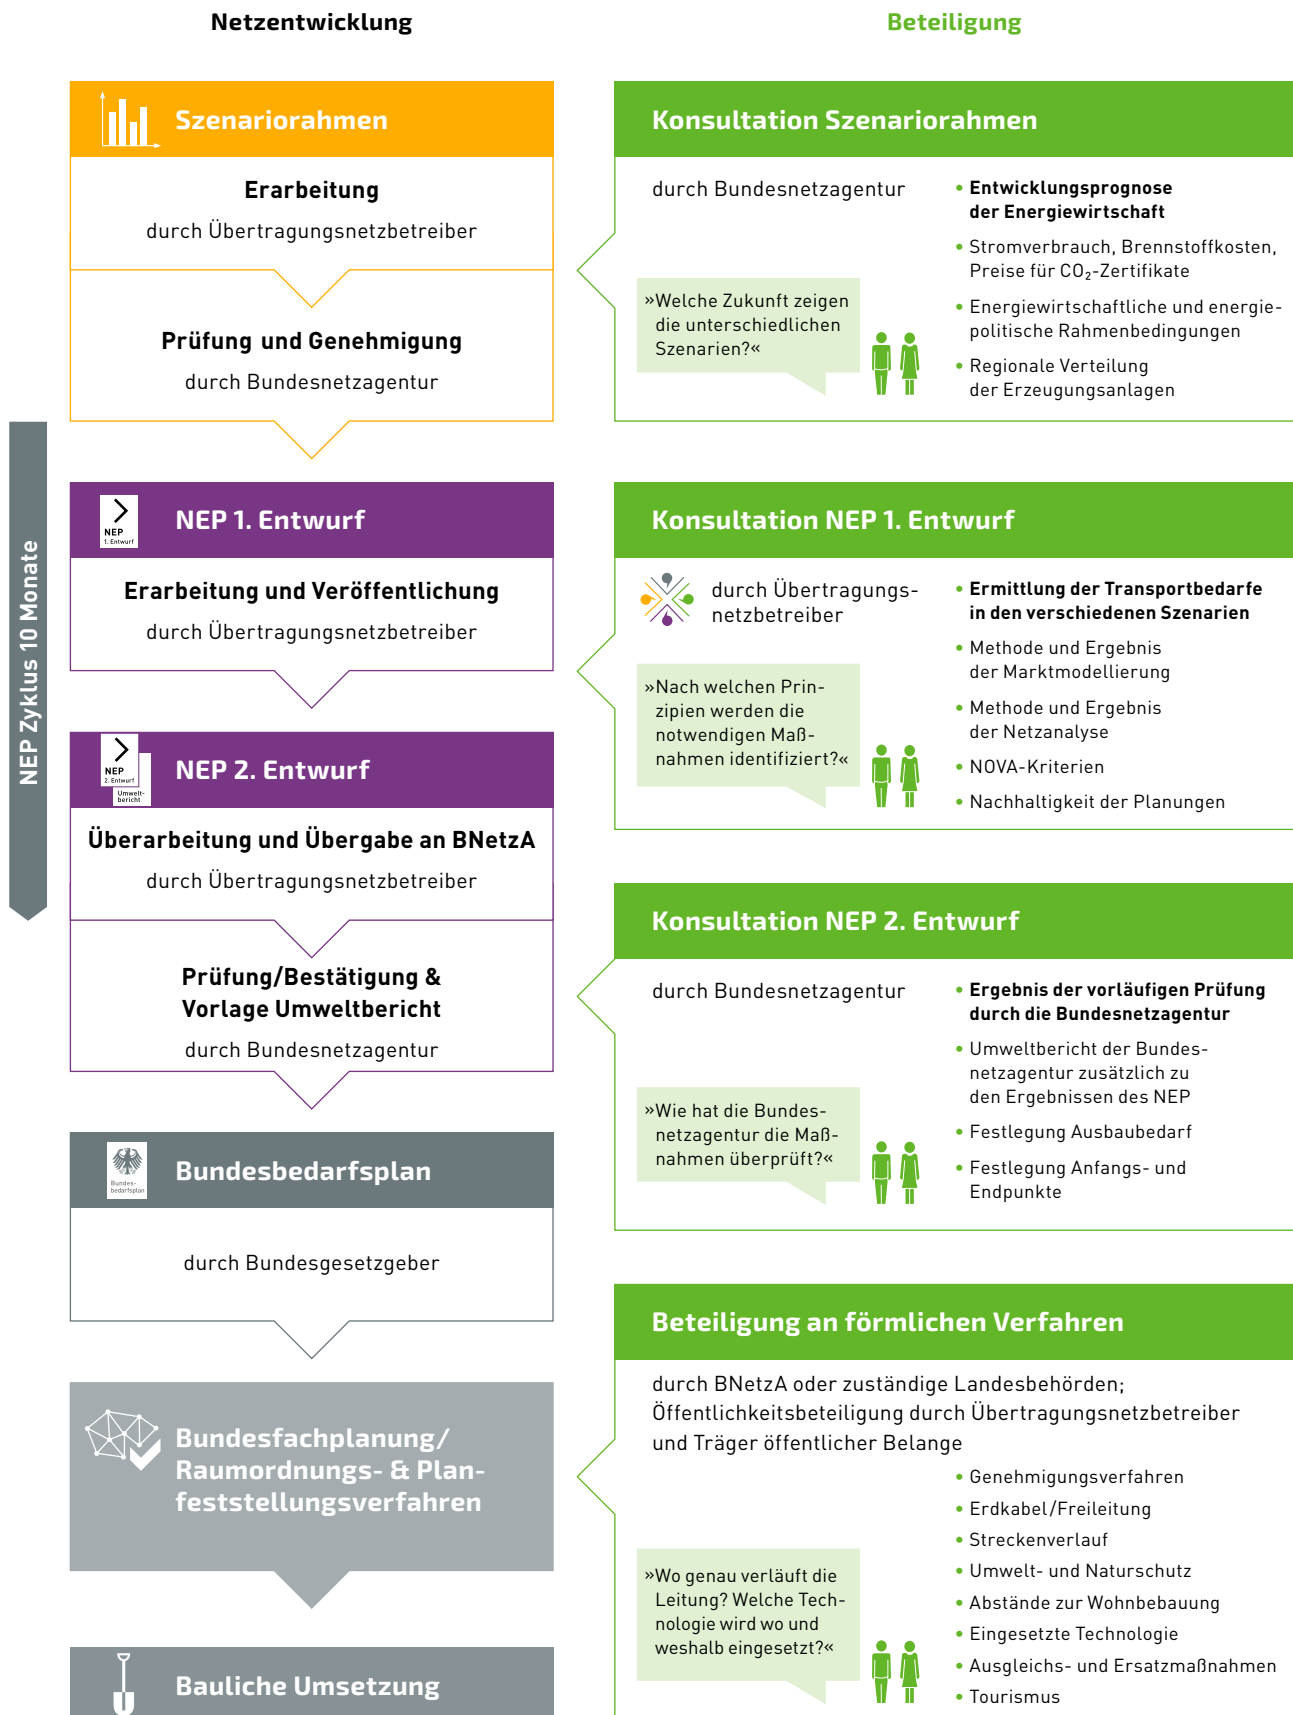 Netzentwicklung
Beteiligung
Szenariorahmen
Erarbeitung
durch Übertragungsnetzbetreiber
Prüfung und Genehmigung
durch Bundesnetzagentur
Konsultation Szenariorahmen
durch Bundesnetzagentur
»Welche Zukunft zeigen
die unterschiedlichen
Szenarien?«
• Entwicklungsprognose
der Energiewirtschaft
• Stromverbrauch, Brennstoffkosten,
Preise für CO₂-Zertifikate
• Energiewirtschaftliche und energie-
politische Rahmenbedingungen
• Regionale Verteilung
der Erzeugungsanlagen
NEP Zyklus 10 Monate
NEP
1. Entwurf
NEP 1. Entwurf
Erarbeitung und Veröffentlichung
durch Übertragungsnetzbetreiber
Konsultation NEP 1. Entwurf
durch Übertragungs-
netzbetreiber
»Nach welchen Prin-
zipien werden die
notwendigen Maß-
nahmen identifiziert?«
• Ermittlung der Transportbedarfe
in den verschiedenen Szenarien
• Methode und Ergebnis
der Marktmodellierung
• Methode und Ergebnis
der Netzanalyse
• NOVA-Kriterien
• Nachhaltigkeit der Planungen
NEP
2. Entwurf
Umwelt-
bericht
NEP 2. Entwurf
Überarbeitung und Übergabe an BNetzA
durch Übertragungsnetzbetreiber
Prüfung/Bestätigung &
Vorlage Umweltbericht
durch Bundesnetzagentur
Konsultation NEP 2. Entwurf
durch Bundesnetzagentur
»Wie hat die Bundes-
netzagentur die Maß-
nahmen überprüft?«
• Ergebnis der vorläufigen Prüfung
durch die Bundesnetzagentur
• Umweltbericht der Bundes-
netzagentur zusätzlich zu
den Ergebnissen des NEP
• Festlegung Ausbaubedarf
• Festlegung Anfangs- und
Endpunkte
Bundes-
bedarfsplan
Bundesbedarfsplan
durch Bundesgesetzgeber
Bundesfachplanung/
Raumordnungs- & Plan-
feststellungsverfahren
Bauliche Umsetzung
Beteiligung an förmlichen Verfahren
durch BNetzA oder zuständige Landesbehörden;
Öffentlichkeitsbeteiligung durch Übertragungsnetzbetreiber
und Träger öffentlicher Belange
»Wo genau verläuft die
Leitung? Welche Tech-
nologie wird wo und
weshalb eingesetzt?«
• Genehmigungsverfahren
• Erdkabel/Freileitung
• Streckenverlauf
• Umwelt- und Naturschutz
• Abstände zur Wohnbebauung
• Eingesetzte Technologie
• Ausgleichs- und Ersatzmaßnahmen
• Tourismus